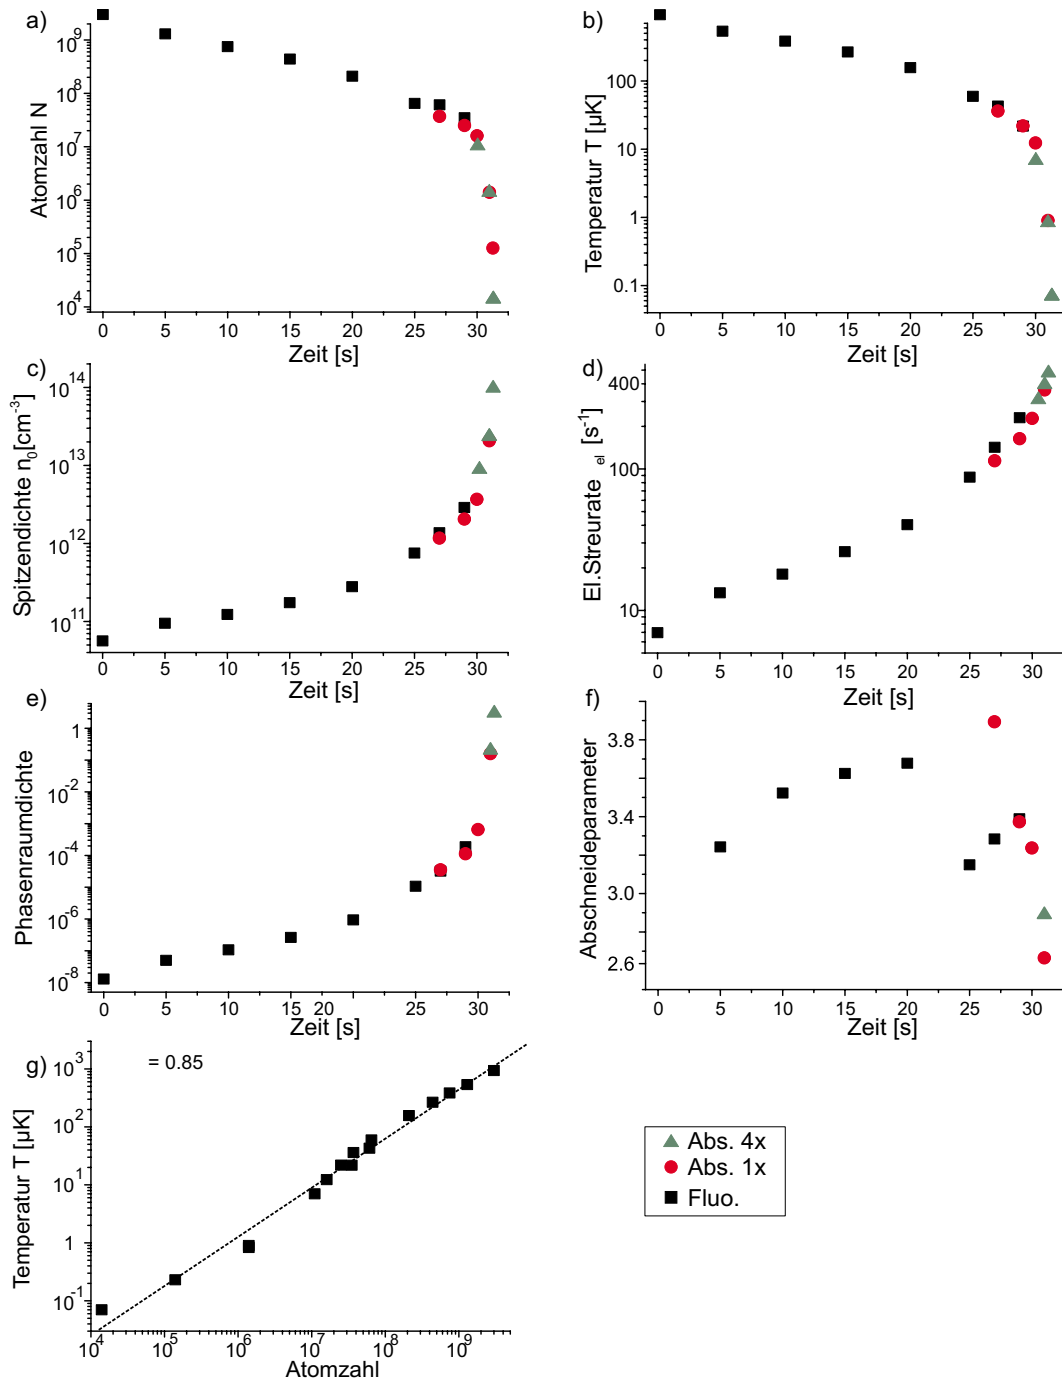 a)
Atomzahl N
10^9
10^8
10^7
10^6
10^5
10^4
0 5 10 15 20 25 30
Zeit [s]
b)
Temperatur T [µK]
100
10
1
0.1
0 5 10 15 20 25 30
Zeit [s]
c)
Spitzendichte n_0[cm^-3]
10^14
10^13
10^12
10^11
0 5 10 15 20 25 30
Zeit [s]
d)
El.Streurate _el [s^-1]
400
100
10
0 5 10 15 20 25 30
Zeit [s]
e)
Phasenraumdichte
1
10^-2
10^-4
10^-6
10^-8
0 5 10 15 20 25 30
Zeit [s]
f)
Abschneideparameter
3.8
3.4
3.0
2.6
0 5 10 15 20 25 30
Zeit [s]
g)
= 0.85
Temperatur T [µK]
10^3
10^2
10^1
1
10^-1
10^4 10^5 10^6 10^7 10^8 10^9
Atomzahl
Abs. 4x
Abs. 1x
Fluo.